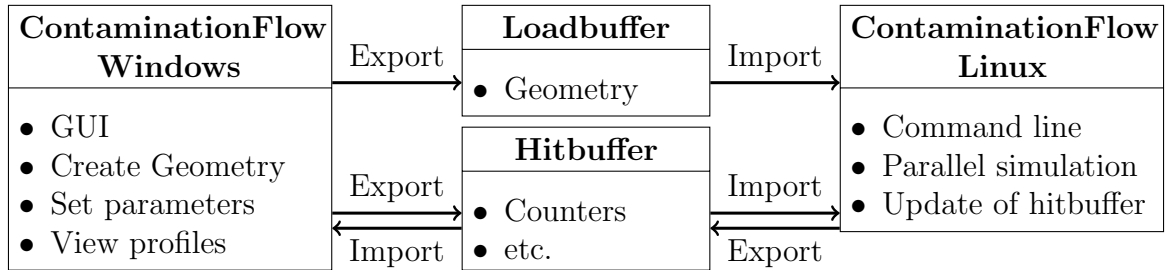 ContaminationFlow
Windows
• GUI
• Create Geometry
• Set parameters
• View profiles
Export
Export
Import
Loadbuffer
• Geometry
Hitbuffer
• Counters
• etc.
Import
Import
Export
ContaminationFlow
Linux
• Command line
• Parallel simulation
• Update of hitbuffer